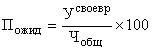 Пожид = Усвоевр / Чобщ ×100